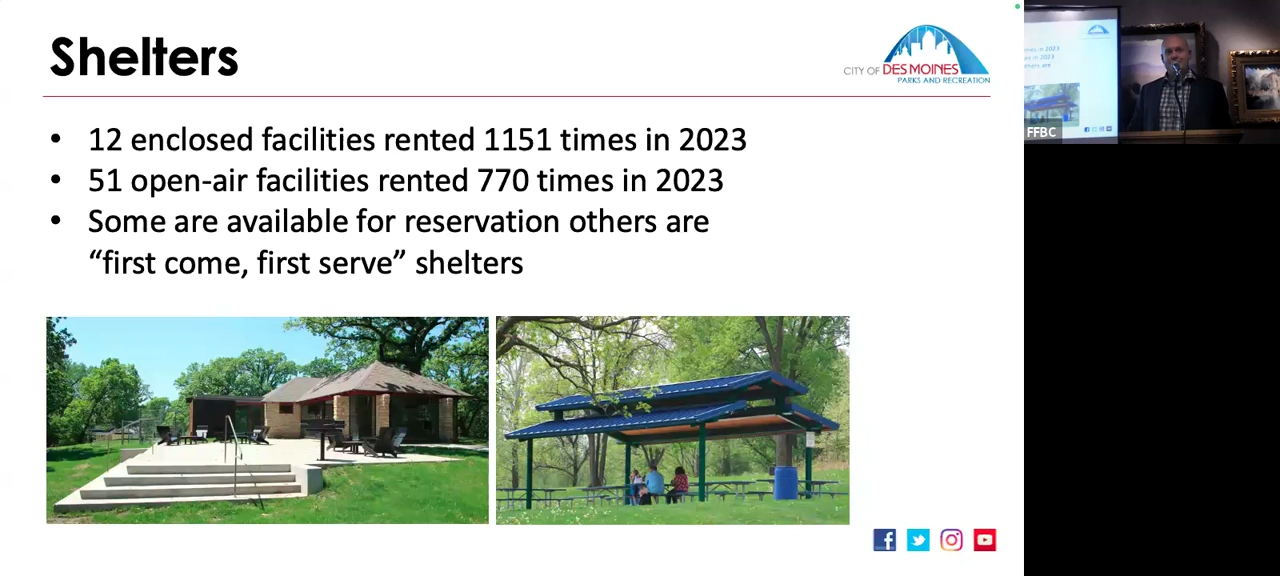 Shelters
CITY OF DES MOINES
PARKS AND RECREATION
• 12 enclosed facilities rented 1151 times in 2023
• 51 open-air facilities rented 770 times in 2023
• Some are available for reservation others are
“first come, first serve” shelters
FFBC